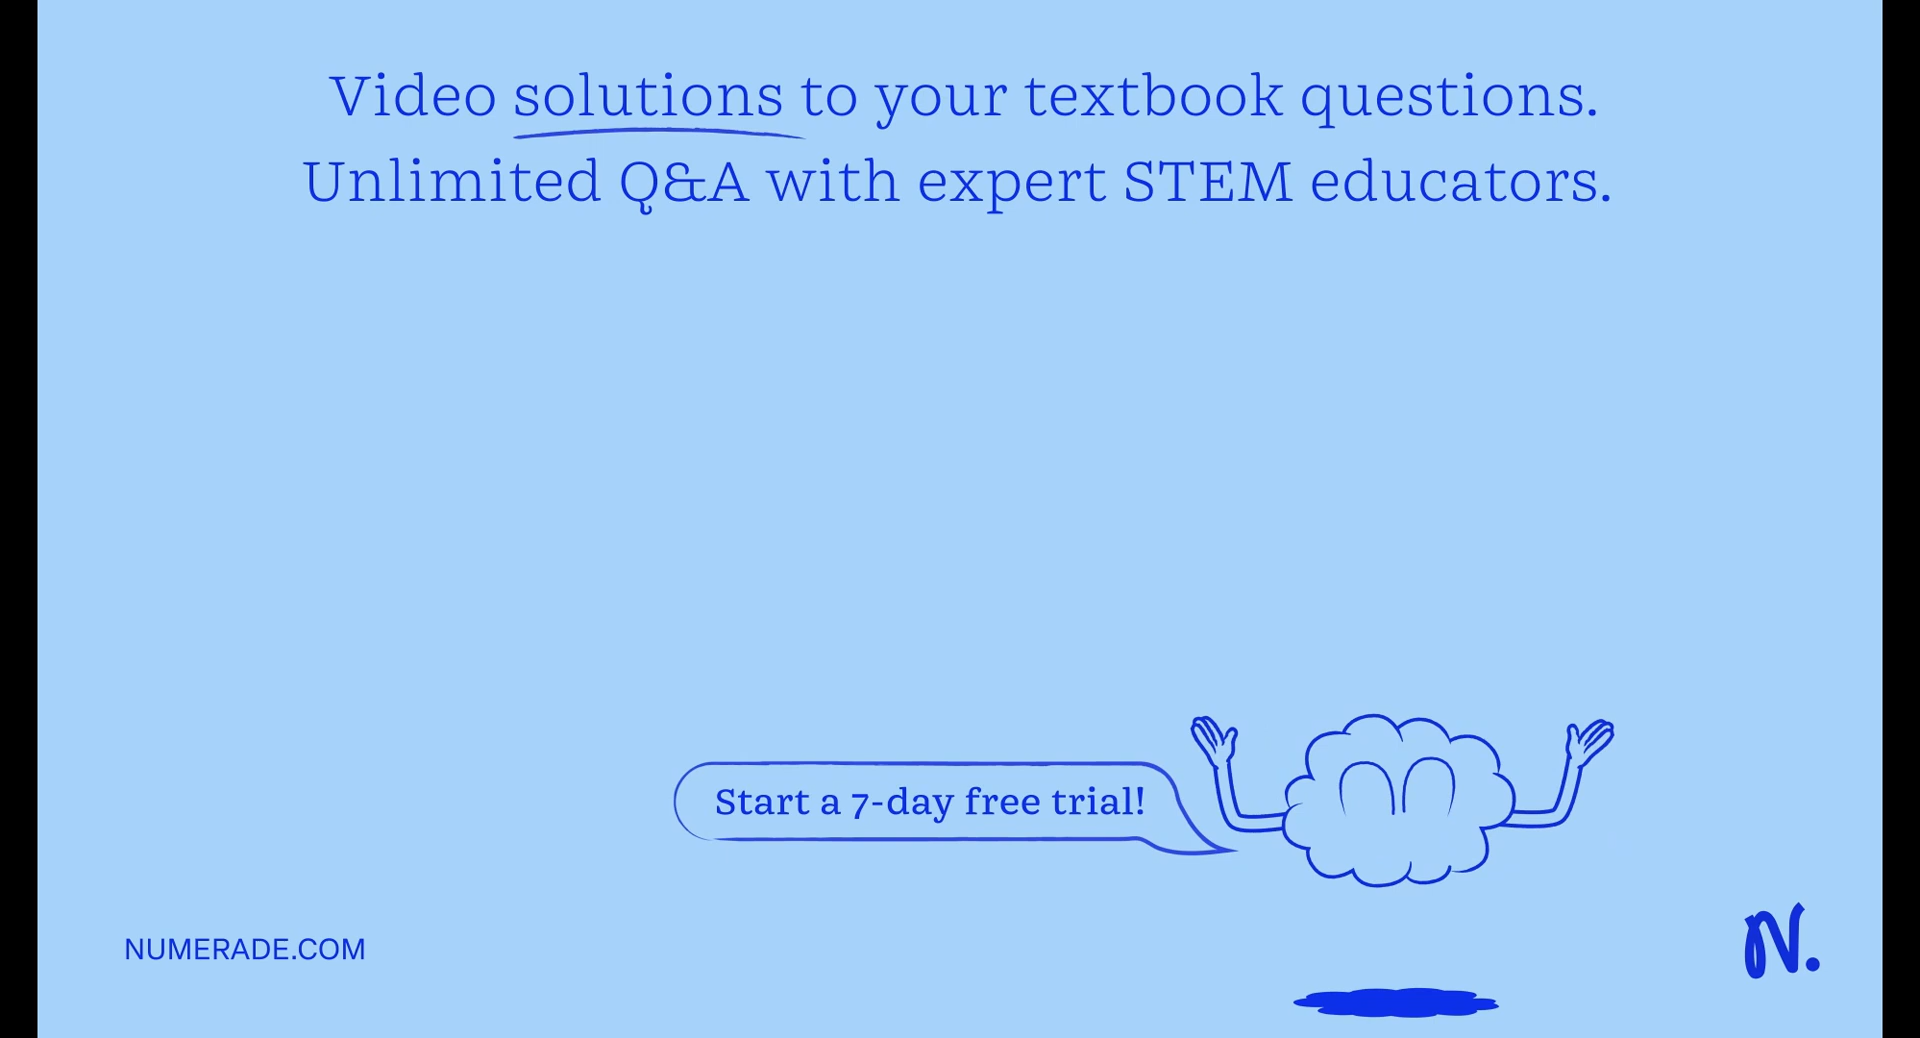 Video solutions to your textbook questions.
Unlimited Q&A with expert STEM educators.
Start a 7-day free trial!
NUMERADE.COM
N.